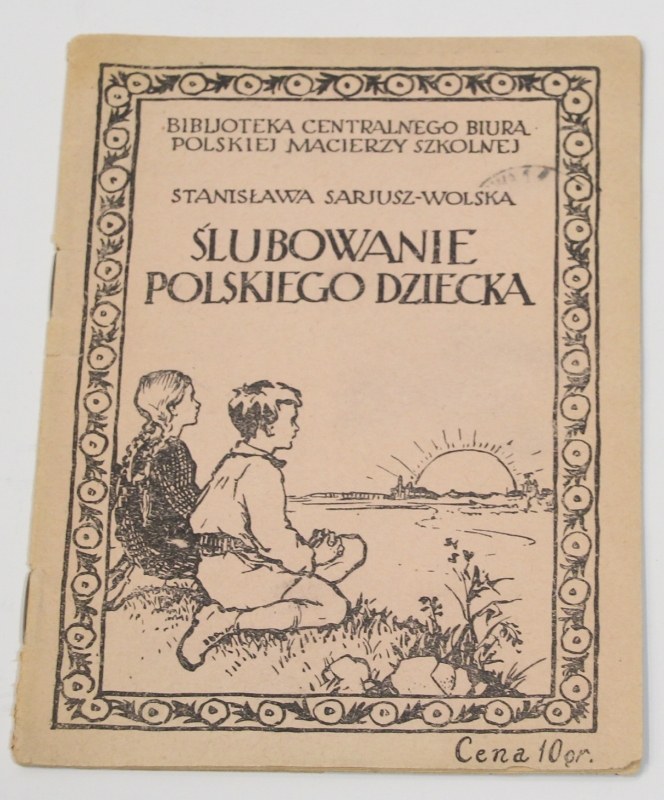 BIBLJOTEKA CENTRALNEGO BIURA
POLSKIEJ MACIERZY SZKOLNEJ
STANISŁAWA SARJUSZ-WOLSKA
ŚLUBOWANIE
POLSKIEGO DZIECKA
Cena 10 gr.